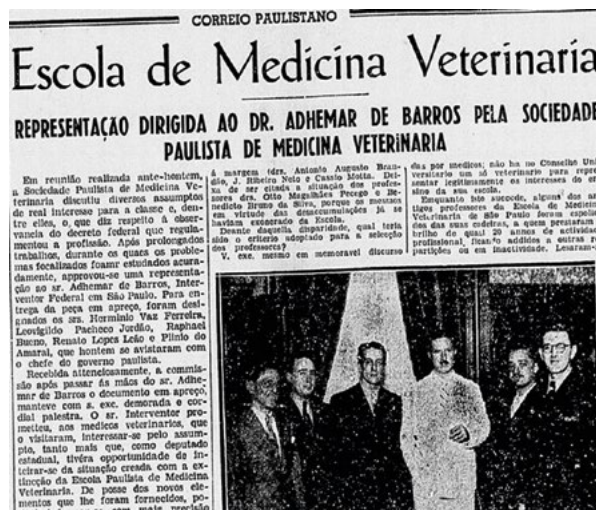 CORREIO PAULISTANO
Escola de Medicina Veterinaria
REPRESENTAÇÃO DIRIGIDA AO DR. ADHEMAR DE BARROS PELA SOCIEDADE
PAULISTA DE MEDICINA VETERINARIA
Em reunião realizada ante-hontem,
a Sociedade Paulista de Medicina Ve-
terinaria discutiu diversos assumptos
de real interesse para a classe e, den-
tre elles, o que diz respeito á obser-
vancia do decreto federal que regula-
mentou a profissão. Após prolongados
trabalhos, durante os quaes os proble-
mas focalizados foamr estudados acura-
damente, approvou-se uma representa-
ção ao sr. Adhemar de Barros, Inter-
ventor Federal em São Paulo. Para en-
trega da peça em apreço, foram desi-
gnados os srs. Herminio Vaz Ferreira,
Leovigildo Pacheco Jordão, Raphael
Bueno, Renato Lopes Leão e Plinio do
Amaral, que hontem se avistaram com
o chefe do governo paulista.
Recebida attenciosamente, a commis-
são após passar ás mãos do sr. Adhe-
mar de Barros o documento em apreço,
manteve com s. exc. demorada e cor-
dial palestra. O sr. Interventor pro-
metteu, aos medicos veterinarios, que
o visitaram, interessar-se pelo assum-
pto, tanto mais que, como deputado
estadual, tivéra opportunidade de in-
teirar-se da situação creada com a ex-
tincção da Escola Paulista de Medicina
Veterinaria. De posse dos novos ele-
mentos que lhe foram fornecidos, po-
com mais precisão
á margem (drs. Antonio Augusto Bran-
dão, J. Ribeiro Neto e Cassio Motta. Dei-
xa de ser citada a situação dos profes-
sores drs. Otto Magalhães Pecego e Be-
nedicto Bruno da Silva, porque os mesmos
em virtude das desaccumulações já se
haviam exonerado da Escola).
Deante daquella disparidade, qual teria
sido o criterio adoptado para a selecção
dos professores?
V. exc. mesmo em memoravel discurso
das por medicos; não ha no Conselho Uni-
versitario um só veterinario para repre-
sentar legitimamente os interesses do en-
sino da sua escola.
Emquanto isto succede, alguns dos an-
tigos professores da Escola de Medicina
Veterinaria de São Paulo foram espolia-
dos das suas cadeiras, a quem prestaram o
brilho de quasi 20 annos de actividade
profissional, ficando addidos a outras re-
partições ou em inactividade. Lesaram-